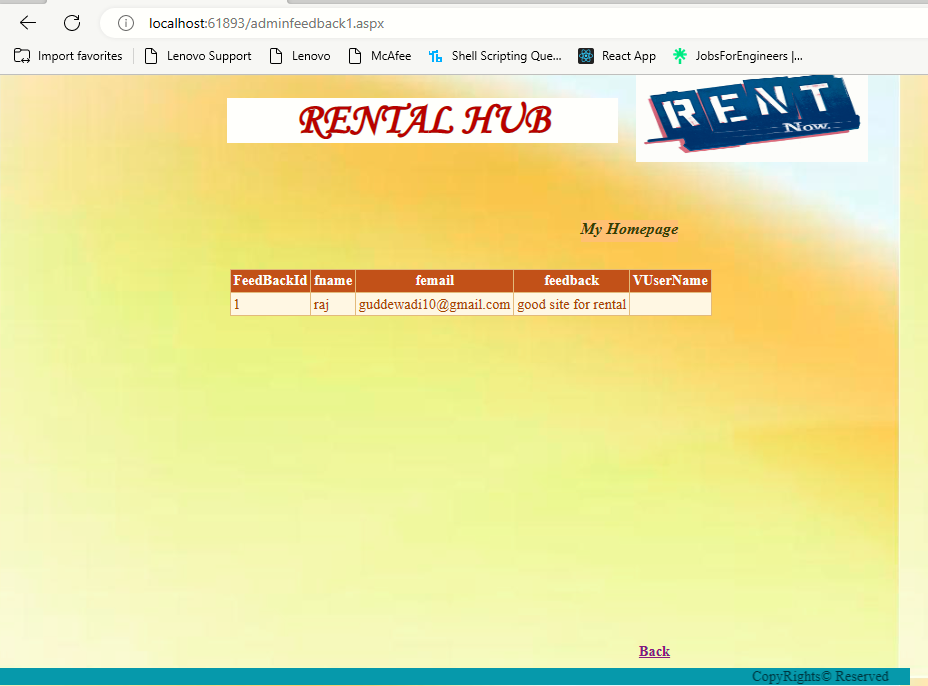 localhost:61893/adminfeedback1.aspx
Import favorites Lenovo Support Lenovo McAfee Shell Scripting Que... React App JobsForEngineers |...
RENTAL HUB
RENT
Now.
My Homepage
FeedBackId fname femail feedback VUserName
1 raj guddewadi10@gmail.com good site for rental
Back
CopyRights© Reserved